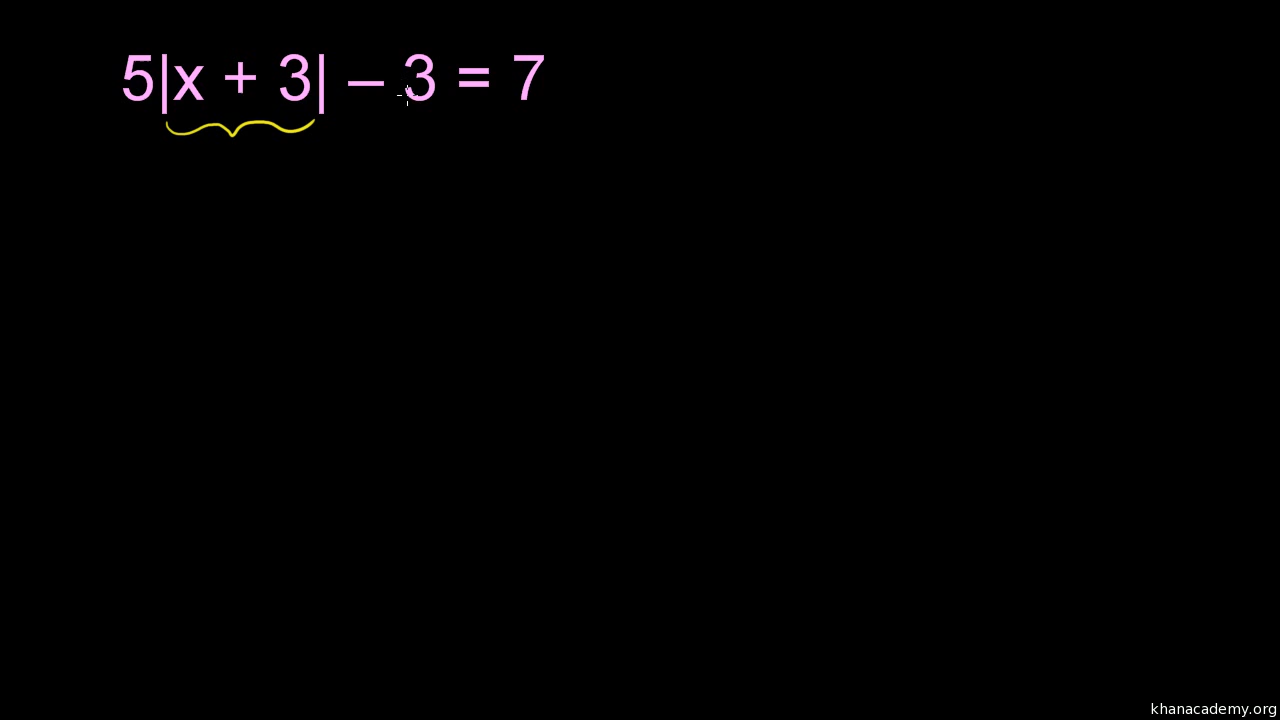 5|x + 3| – 3 = 7
khanacademy.org